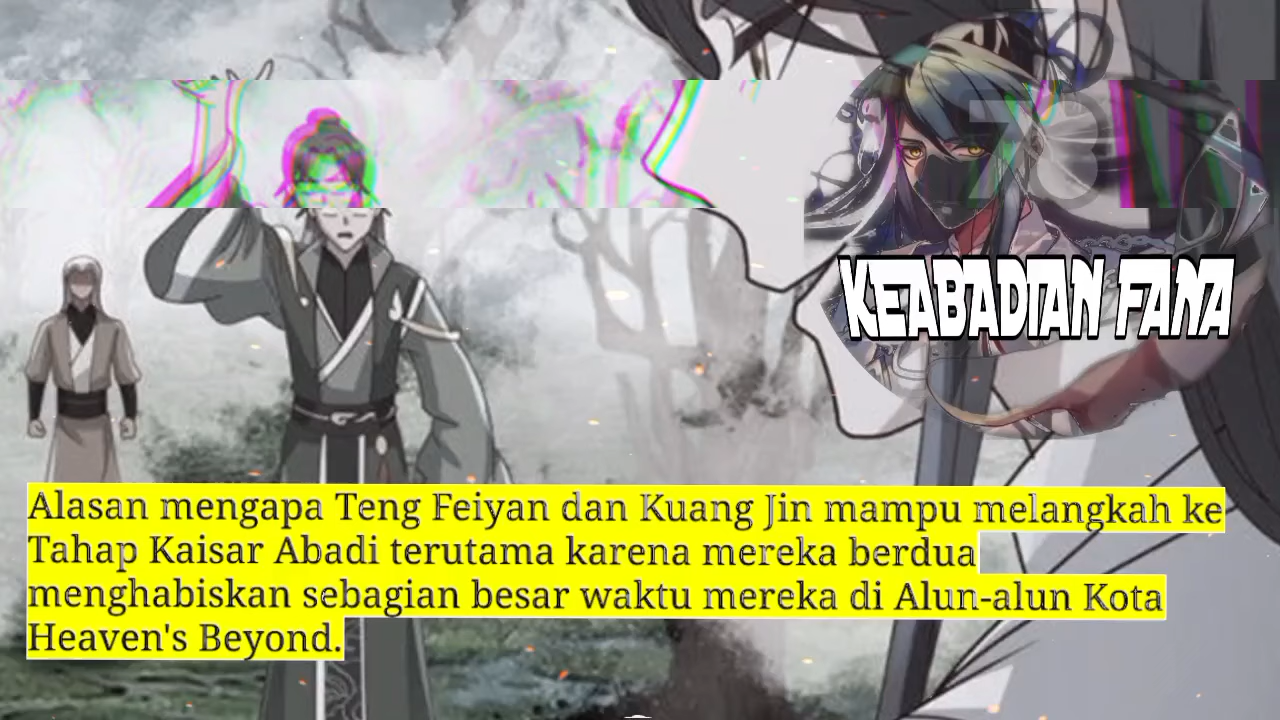 78
KEABADIAN FANA
Alasan mengapa Teng Feiyan dan Kuang Jin mampu melangkah ke
Tahap Kaisar Abadi terutama karena mereka berdua
menghabiskan sebagian besar waktu mereka di Alun-alun Kota
Heaven's Beyond.